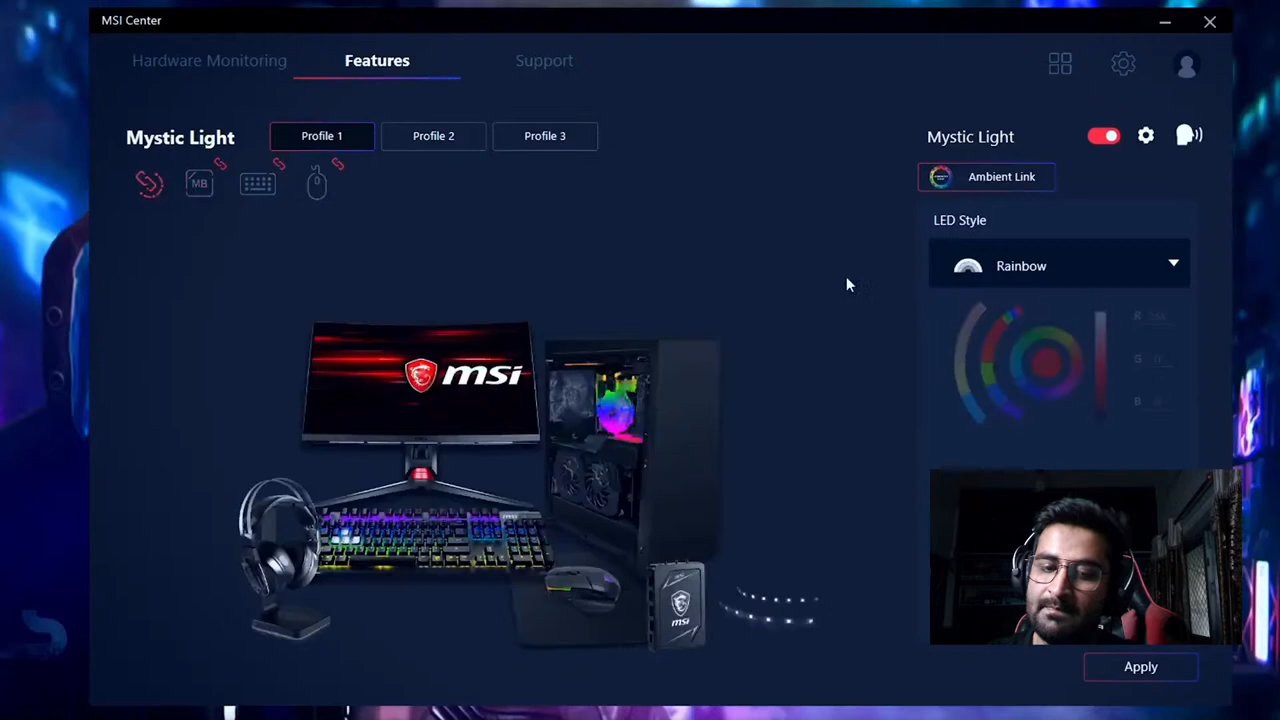 MSI Center
Hardware Monitoring
Features
Support
Mystic Light
Profile 1
Profile 2
Profile 3
Mystic Light
MB
Ambient Link
LED Style
Rainbow
R
G
B
msi
msi
Apply